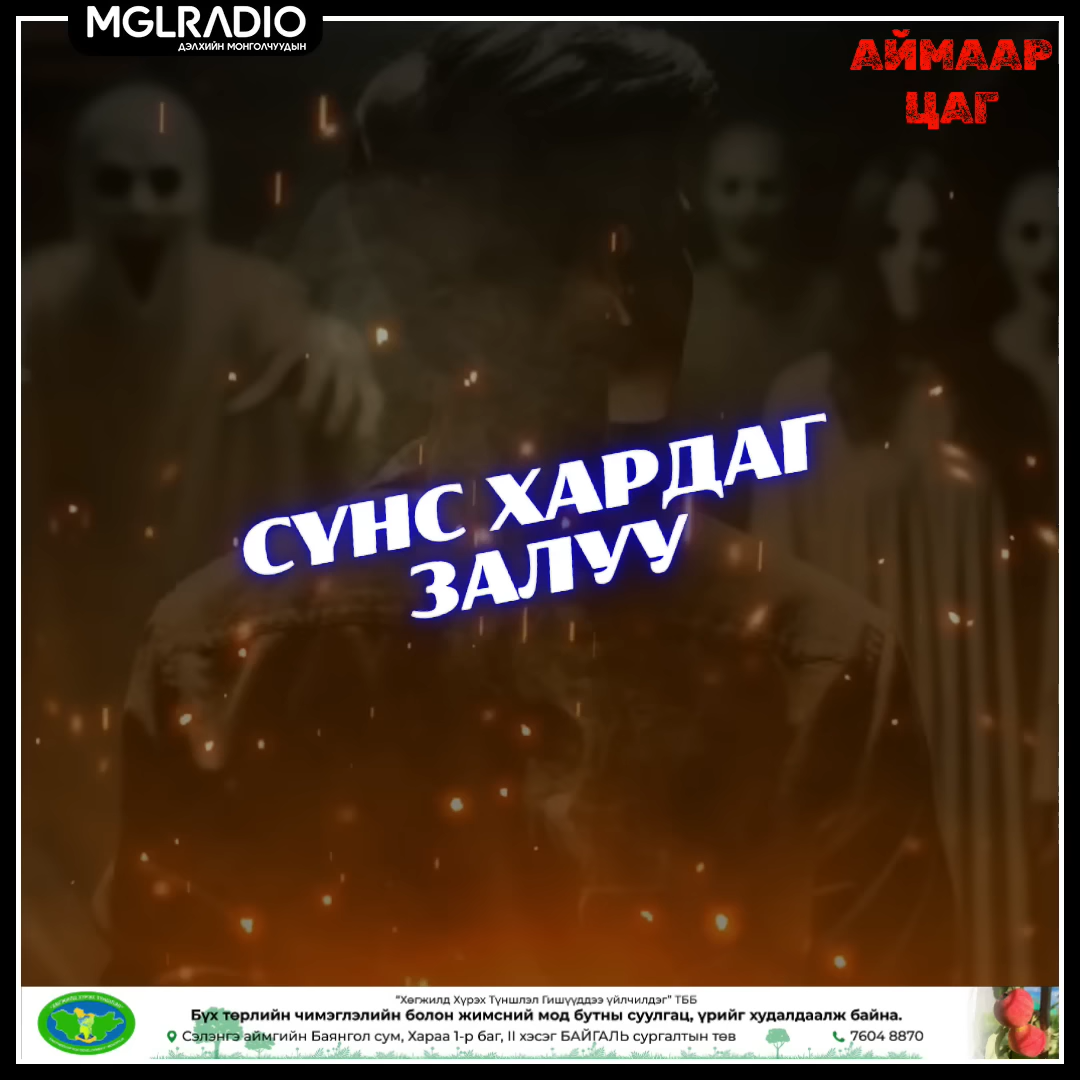 MGLRADIO
ДЭЛХИЙН МОНГОЛЧУУДЫН
АЙМААР
ЦАГ
СҮНС ХАРДАГ
ЗАЛУУ
"Хөгжилд Хүрэх Түншлэл Гишүүддээ үйлчилдэг" ТББ
Бүх төрлийн чимэглэлийн болон жимсний мод бутны суулгац, үрийг худалдаалж байна.
Сэлэнгэ аймгийн Баянгол сум, Хараа 1-р баг, II хэсэг БАЙГАЛЬ сургалтын төв
7604 8870